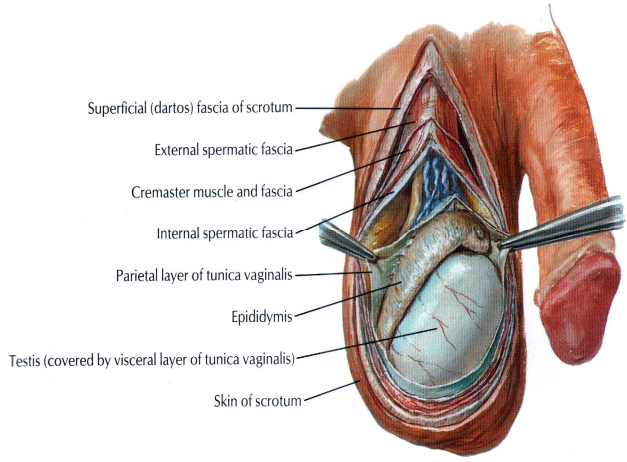 Superficial (dartos) fascia of scrotum
External spermatic fascia
Cremaster muscle and fascia
Internal spermatic fascia
Parietal layer of tunica vaginalis
Epididymis
Testis (covered by visceral layer of tunica vaginalis)
Skin of scrotum